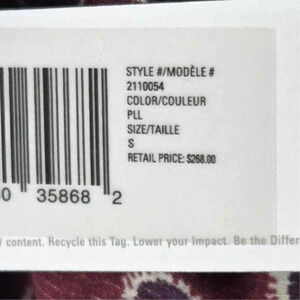 STYLE #/MODÈLE #
2110054
COLOR/COULEUR
PLL
SIZE/TAILLE
S
RETAIL PRICE: $268.00
0 35868 2
content. Recycle this Tag. Lower your Impact. Be the Differ